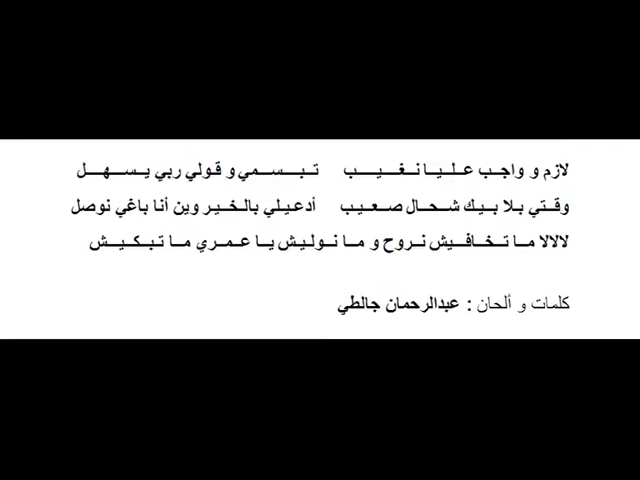 لازم و واجب عليا نغيب تبسمي و قولي ربي يسهل
وقتي بلا بيك شحال صعيب أدعيلي بالخير وين أنا باغي نوصل
لالالا ما تخافيش نروح و ما نوليش يا عمري ما تبكيش
كلمات و ألحان : عبدالرحمان جالطي